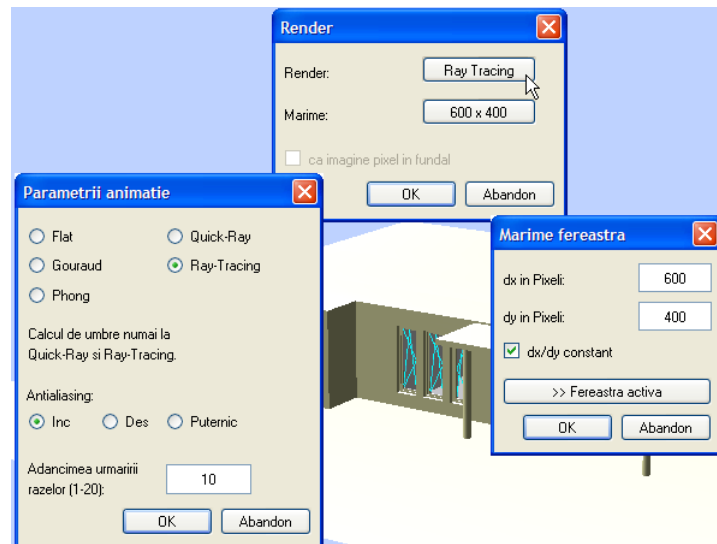 Render
Render:
Ray Tracing
Marime:
600 x 400
ca imagine pixel in fundal
OK
Abandon
Parametrii animatie
Flat
Quick-Ray
Gouraud
Ray-Tracing
Phong
Calcul de umbre numai la
Quick-Ray si Ray-Tracing.
Antialiasing:
Inc
Des
Puternic
Adancimea urmaririi
razelor (1-20):
10
OK
Abandon
Marime fereastra
dx in Pixeli:
600
dy in Pixeli:
400
dx/dy constant
>> Fereastra activa
OK
Abandon